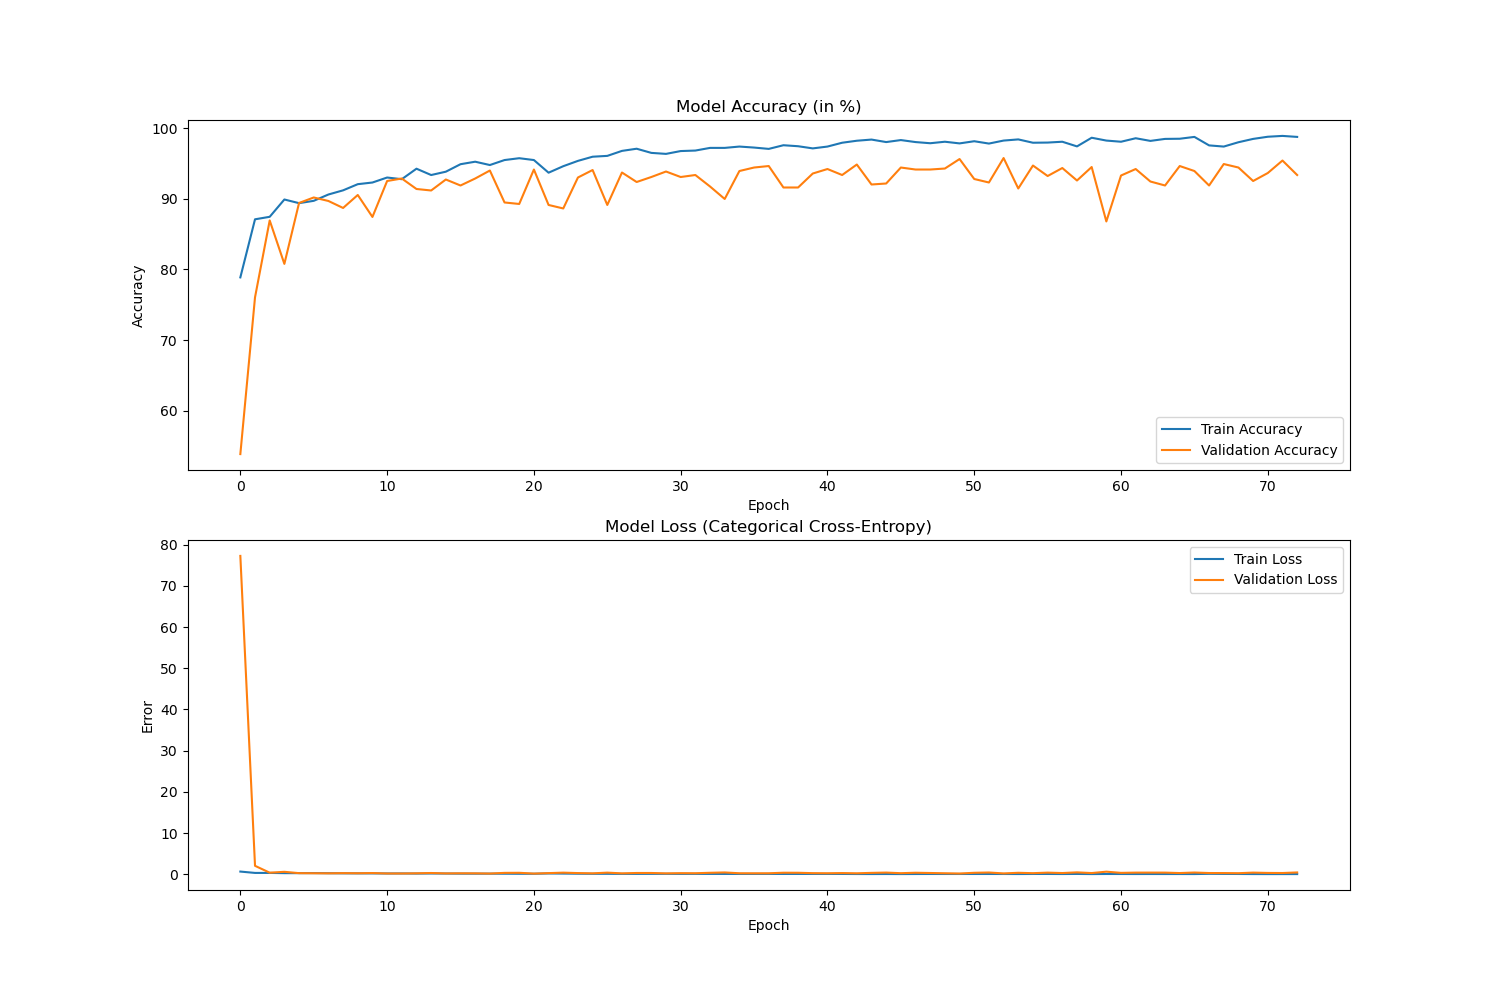 Model Accuracy (in %)
100
90
80
70
60
Accuracy
Train Accuracy
Validation Accuracy
0 10 20 30 40 50 60 70
Epoch
Model Loss (Categorical Cross-Entropy)
80
70
60
50
40
30
20
10
0
Error
Train Loss
Validation Loss
0 10 20 30 40 50 60 70
Epoch